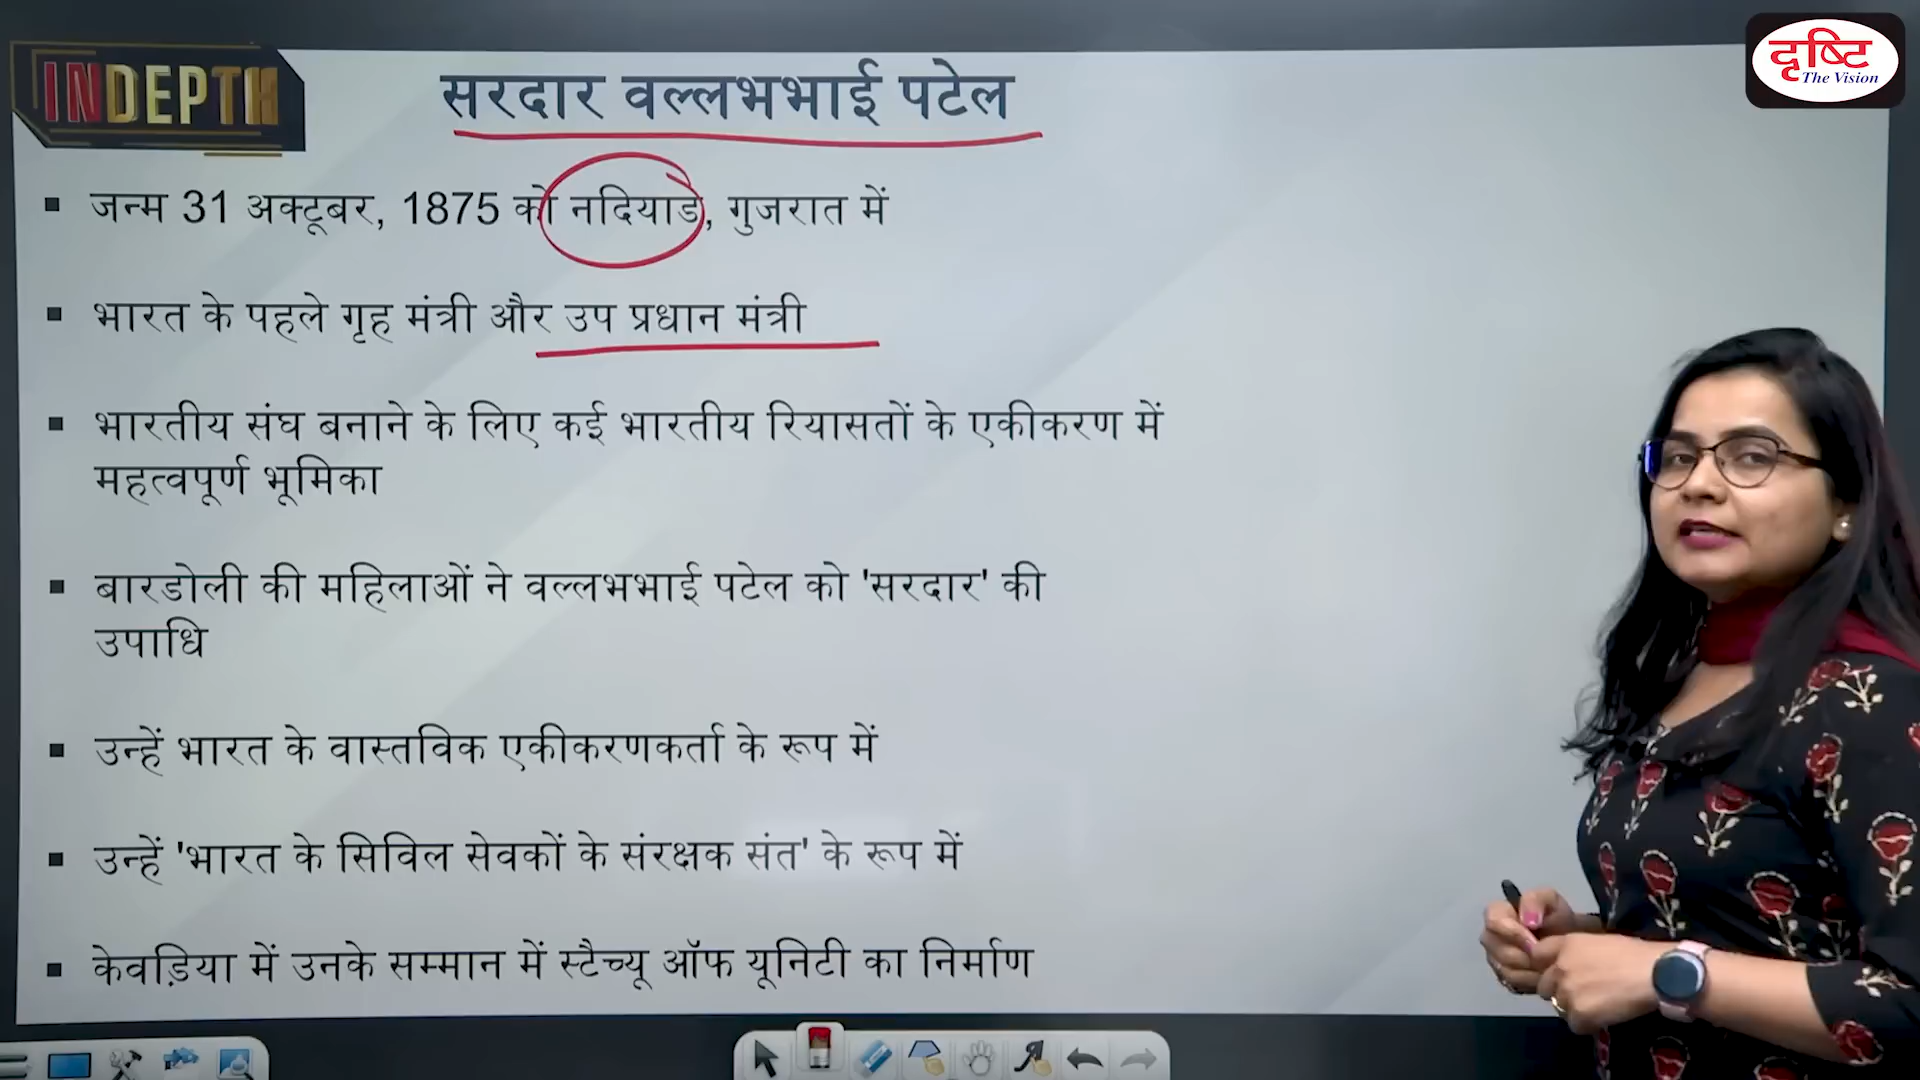 INDEPTH
सरदार वल्लभभाई पटेल
दृष्टि
The Vision
▪ जन्म 31 अक्टूबर, 1875 को नदियाड, गुजरात में
▪ भारत के पहले गृह मंत्री और उप प्रधान मंत्री
▪ भारतीय संघ बनाने के लिए कई भारतीय रियासतों के एकीकरण में
महत्वपूर्ण भूमिका
▪ बारडोली की महिलाओं ने वल्लभभाई पटेल को 'सरदार' की
उपाधि
▪ उन्हें भारत के वास्तविक एकीकरणकर्ता के रूप में
▪ उन्हें 'भारत के सिविल सेवकों के संरक्षक संत' के रूप में
▪ केवड़िया में उनके सम्मान में स्टैच्यू ऑफ यूनिटी का निर्माण